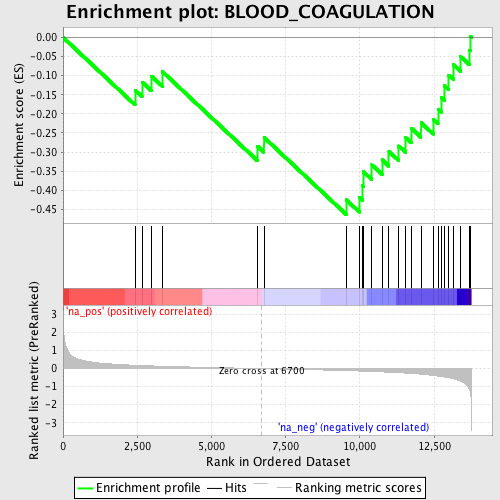 Enrichment plot: BLOOD_COAGULATION
Enrichment score (ES)
0.00
-0.05
-0.10
-0.15
-0.20
-0.25
-0.30
-0.35
-0.40
-0.45
Ranked list metric (PreRanked)
'na_pos' (positively correlated)
3
2
1
0
-1
-2
-3
Zero cross at 6700
'na_neg' (negatively correlated)
0
2,500
5,000
7,500
10,000
12,500
Rank in Ordered Dataset
Enrichment profile
Hits
Ranking metric scores